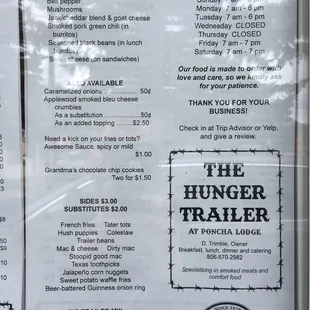 Bell pepper
Mushrooms
Jack/cheddar blend & goat cheese
Smoked pork green chili (in
burritos)
Seasoned black beans (in lunch
burritos)
cheese (on sandwiches)
ALSO AVAILABLE
Caramelized onions 50¢
Applewood smoked bleu cheese
crumbles
As a substitution 50¢
As an added topping $2.50
Need a kick on your fries or tots?
Awesome Sauce, spicy or mild
$1.00
Grandma's chocolate chip cookies
Two for $1.50
SIDES $3.00
SUBSTITUTES $2.00
French fries Tater tots
Hush puppies Coleslaw
Trailer beans
Mac & cheese Dirty mac
Stoopid good mac
Texas toothpicks
Jalapeño corn nuggets
Sweet potato waffle fries
Beer-battered Guinness onion ring
Monday 7 am - 6 pm
Tuesday 7 am - 6 pm
Wednesday CLOSED
Thursday CLOSED
Friday 7 am - 7 pm
Saturday 7 am - 7 pm
Our food is made to order with
love and care, so we kindly ask
for your patience.
THANK YOU FOR YOUR
BUSINESS!
Check in at Trip Advisor or Yelp,
and give a review.
THE
HUNGER
TRAILER
AT PONCHA LODGE
D. Trimble, Owner
Breakfast, lunch, dinner and catering
806-570-2982
Specializing in smoked meats and
comfort food